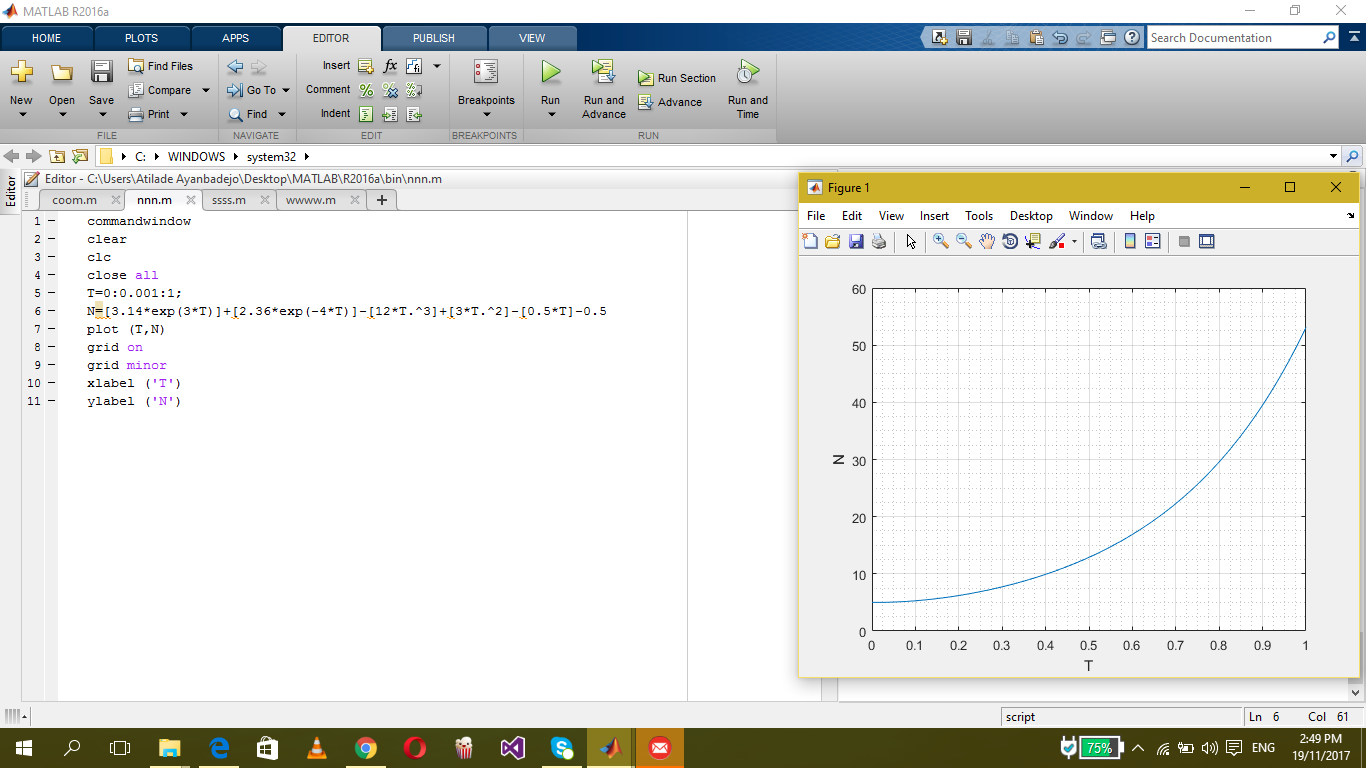 MATLAB R2016a
HOME PLOTS APPS EDITOR PUBLISH VIEW
Search Documentation
New Open Save Find Files Compare Print
FILE
Go To Find
NAVIGATE
Insert fx
Comment
Indent
EDIT
Breakpoints
BREAKPOINTS
Run Run and Advance Run Section Advance Run and Time
RUN
C: WINDOWS system32
Editor
Editor - C:\Users\Atilade Ayanbadejo\Desktop\MATLAB\R2016a\bin\nnn.m
coom.m nnn.m ssss.m wwww.m
1 commandwindow
2 clear
3 clc
4 close all
5 T=0:0.001:1;
6 N=[3.14*exp(3*T)]+[2.36*exp(-4*T)]-[12*T.^3]+[3*T.^2]-[0.5*T]-0.5
7 plot (T,N)
8 grid on
9 grid minor
10 xlabel ('T')
11 ylabel ('N')
Figure 1
File Edit View Insert Tools Desktop Window Help
60
50
40
30
20
10
0
N
0 0.1 0.2 0.3 0.4 0.5 0.6 0.7 0.8 0.9 1
T
script Ln 6 Col 61
75% ENG 2:49 PM
19/11/2017